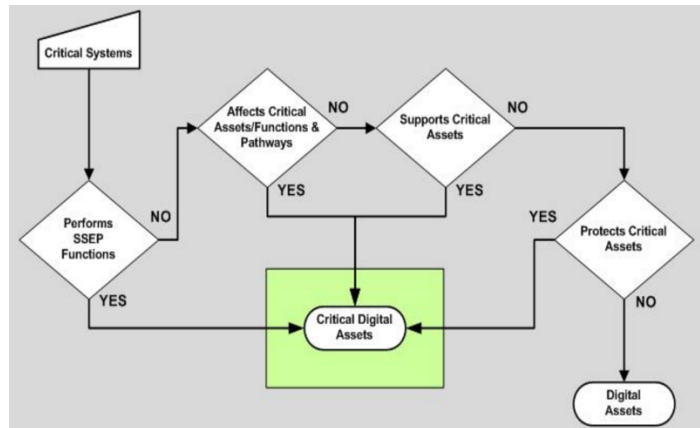 Critical Systems
Affects Critical
Assets/Functions &
Pathways
NO
Supports Critical
Assets
NO
YES
YES
Performs
SSEP
Functions
NO
YES
YES
Protects Critical
Assets
NO
Critical Digital
Assets
Digital
Assets